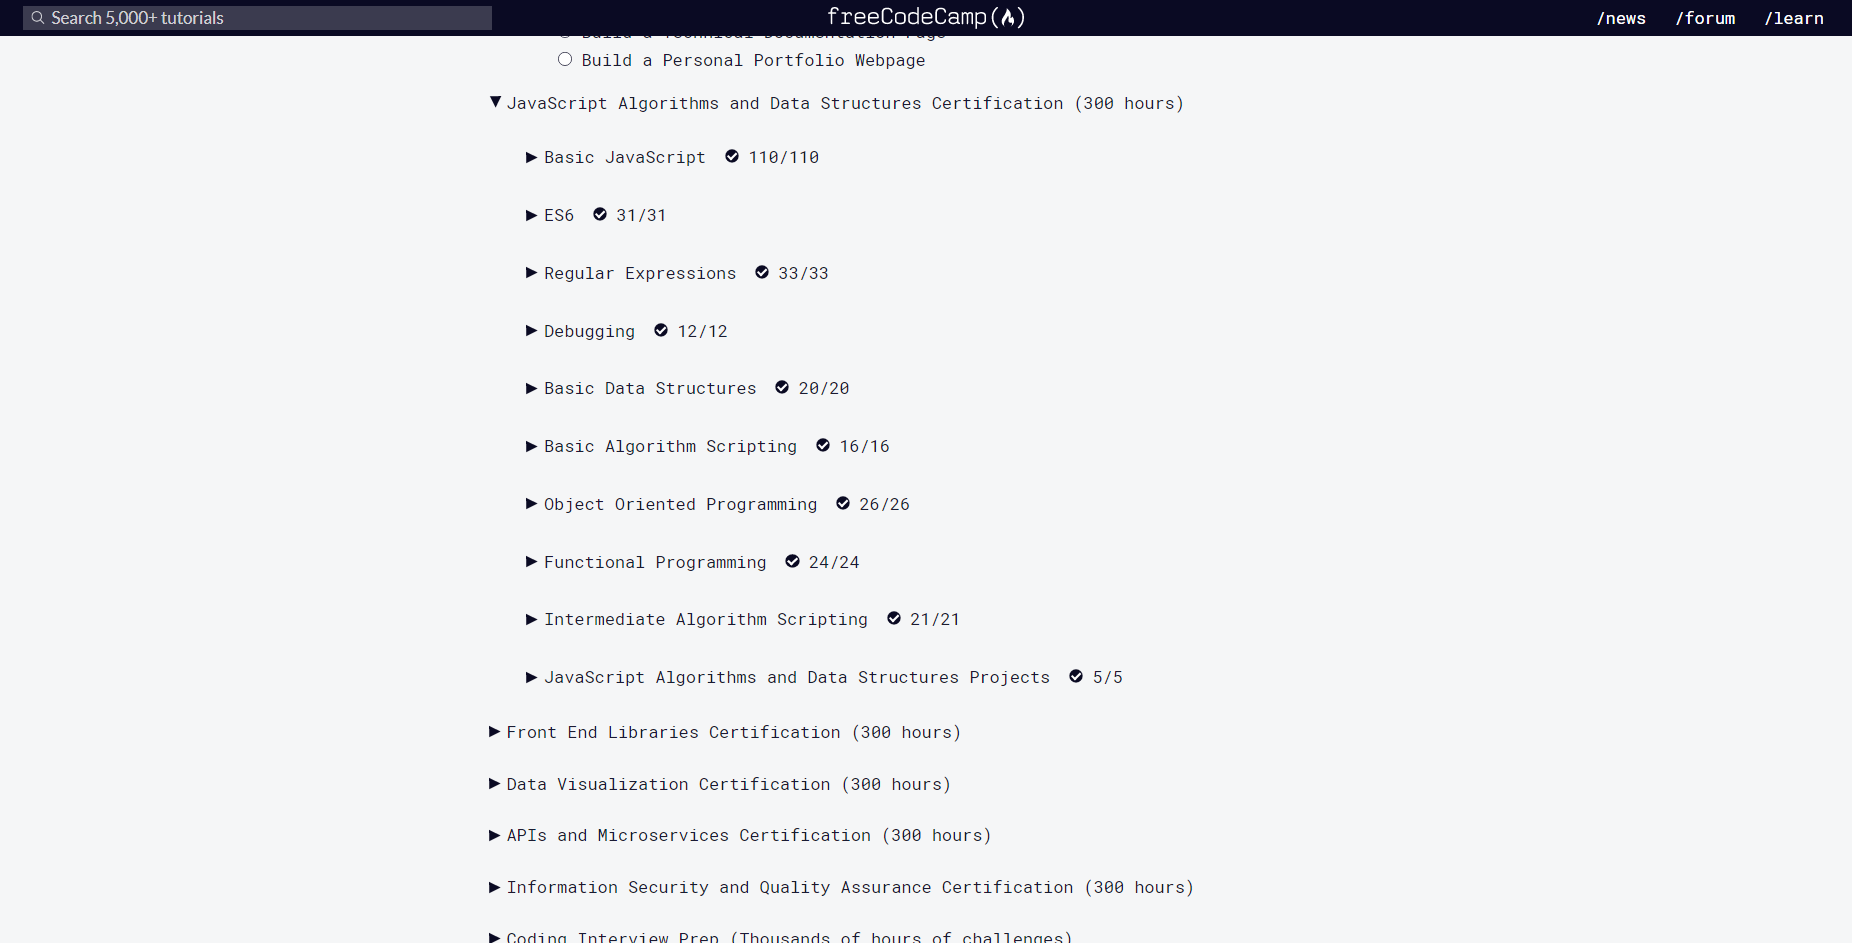 Search 5,000+ tutorials
freeCodeCamp
/news /forum /learn
Build a Technical Documentation Page
Build a Personal Portfolio Webpage
JavaScript Algorithms and Data Structures Certification (300 hours)
Basic JavaScript 110/110
ES6 31/31
Regular Expressions 33/33
Debugging 12/12
Basic Data Structures 20/20
Basic Algorithm Scripting 16/16
Object Oriented Programming 26/26
Functional Programming 24/24
Intermediate Algorithm Scripting 21/21
JavaScript Algorithms and Data Structures Projects 5/5
Front End Libraries Certification (300 hours)
Data Visualization Certification (300 hours)
APIs and Microservices Certification (300 hours)
Information Security and Quality Assurance Certification (300 hours)
Coding Interview Prep (Thousands of hours of challenges)